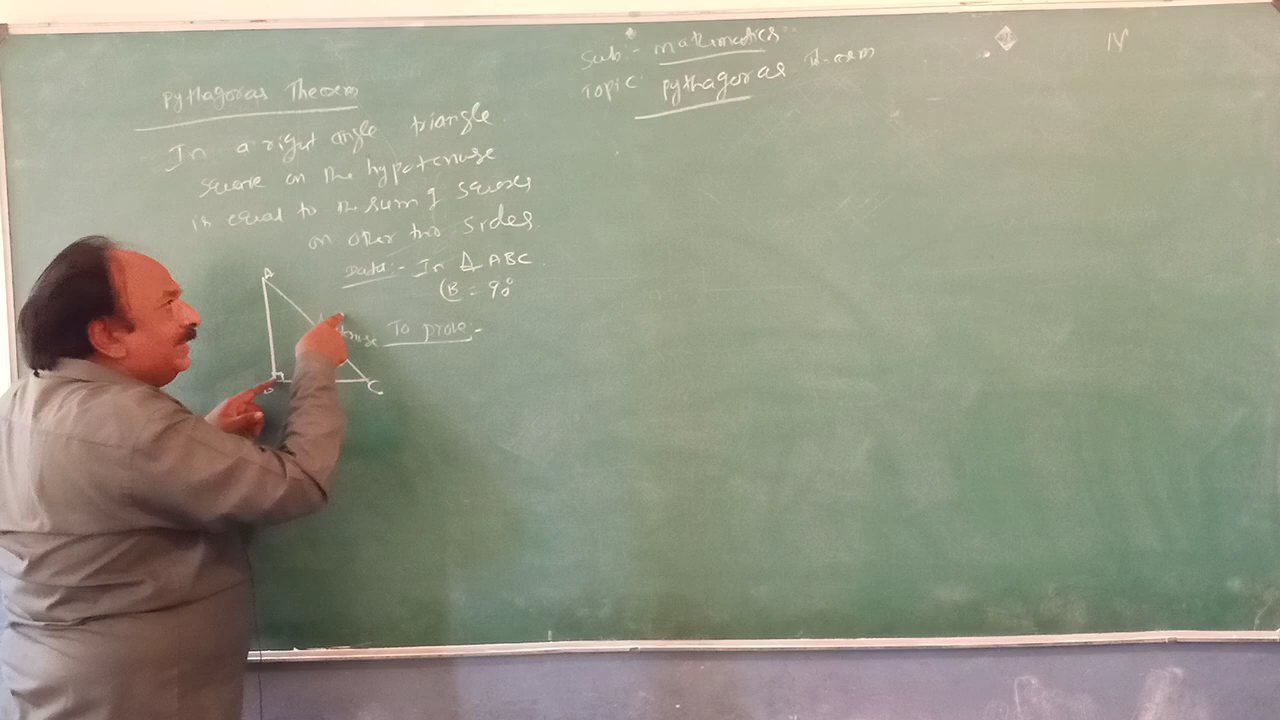 Sub:- mathematics
Topic: pythagoras Theorem
IV
Pythagoras Theorem
In a right angle triangle
square on the hypotenuse
is equal to the sum of squares
on other two sides.
Data:- In ∆ ABC
B = 90°
To prove:-
A
C